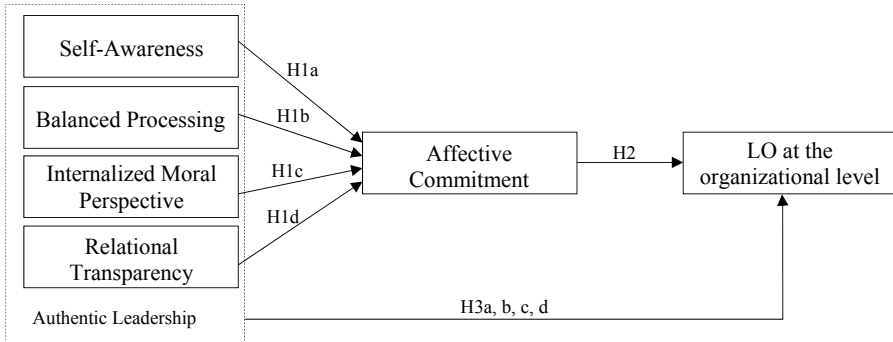 Self-Awareness
H1a
Balanced Processing
H1b
Internalized Moral
Perspective
H1c
Relational
Transparency
H1d
Authentic Leadership
Affective
Commitment
H2
LO at the
organizational level
H3a, b, c, d